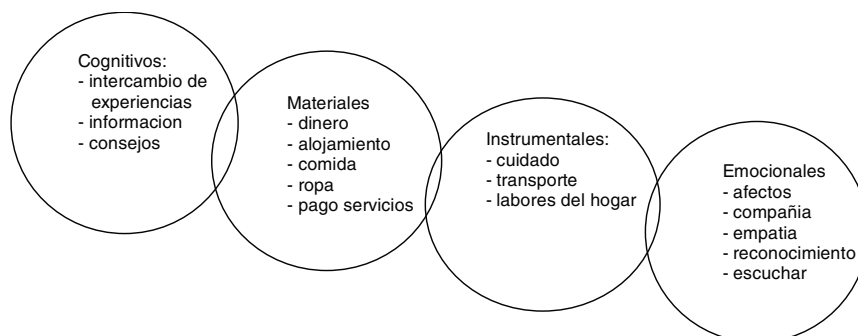 Cognitivos:
- intercambio de
experiencias
- informacion
- consejos
Materiales
- dinero
- alojamiento
- comida
- ropa
- pago servicios
Instrumentales:
- cuidado
- transporte
- labores del hogar
Emocionales
- afectos
- compañia
- empatia
- reconocimiento
- escuchar